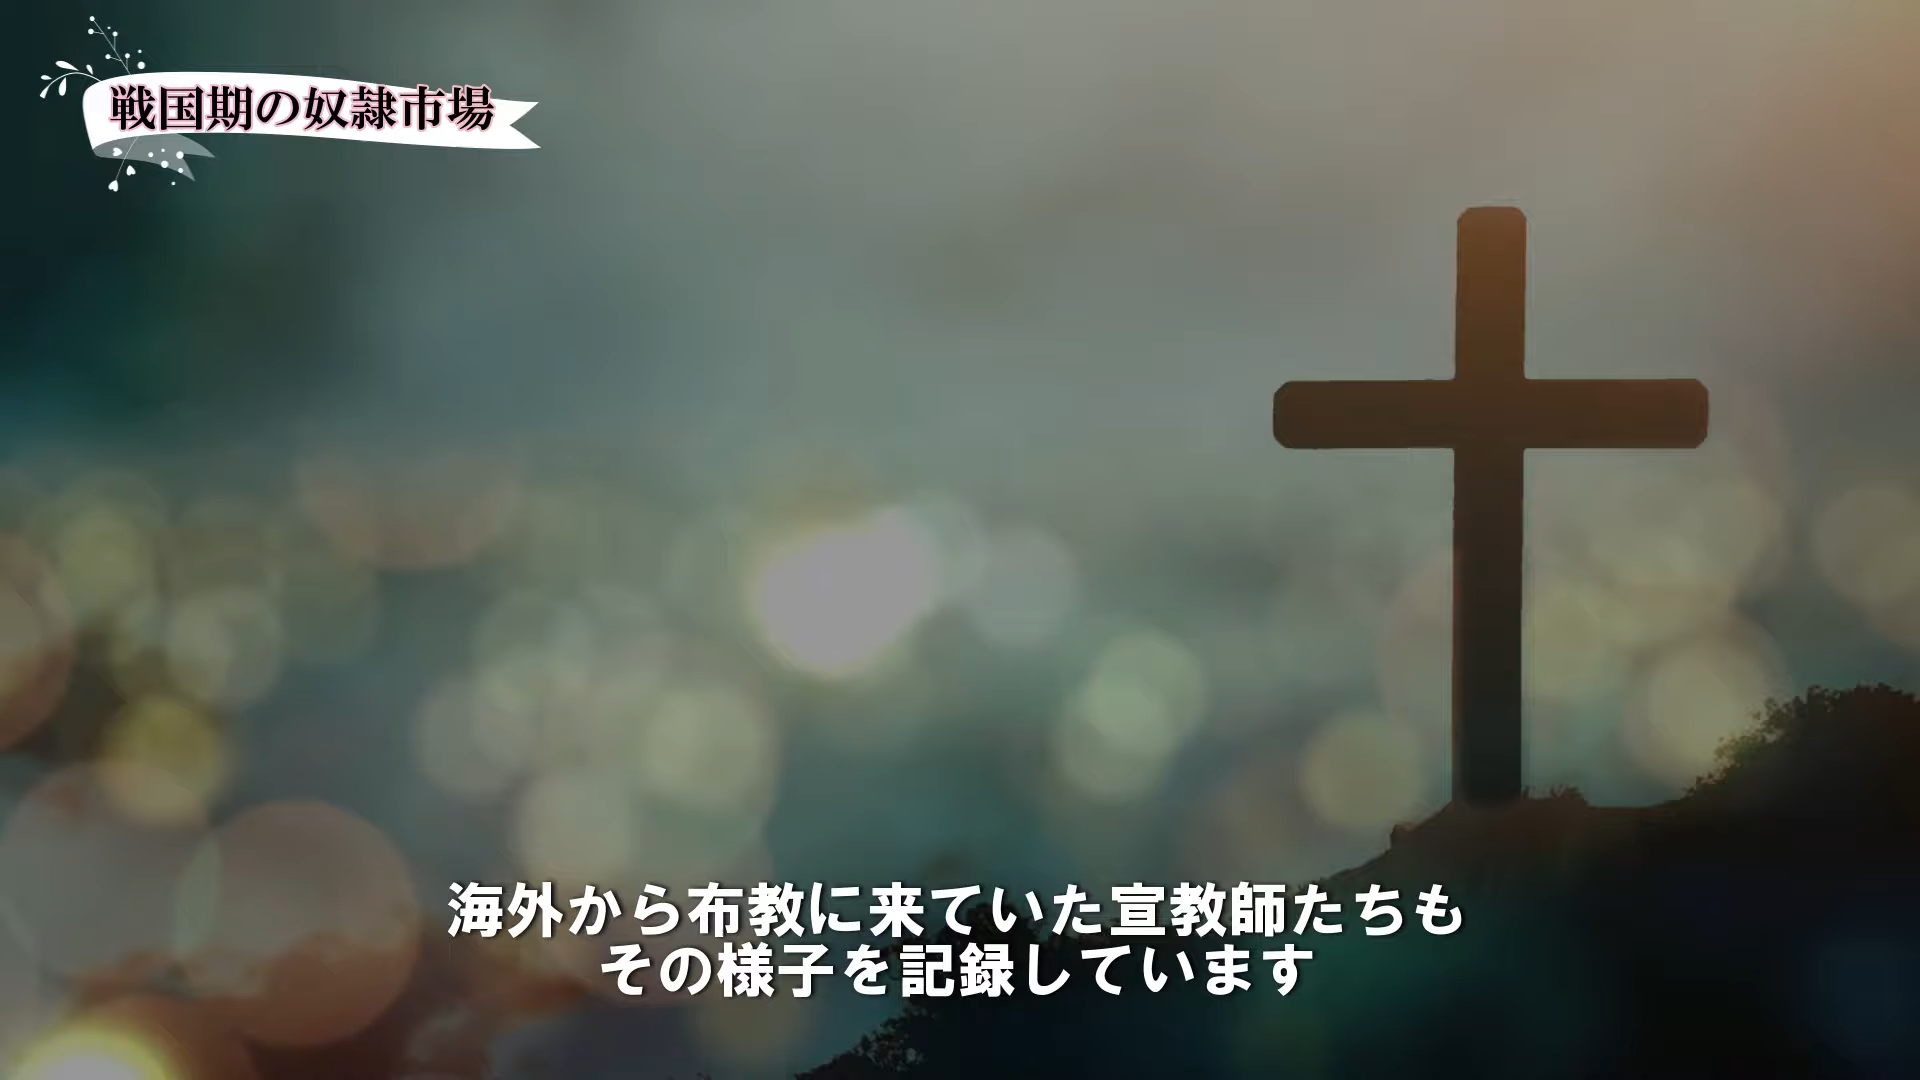 戦国期の奴隷市場
海外から布教に来ていた宣教師たちも
その様子を記録しています